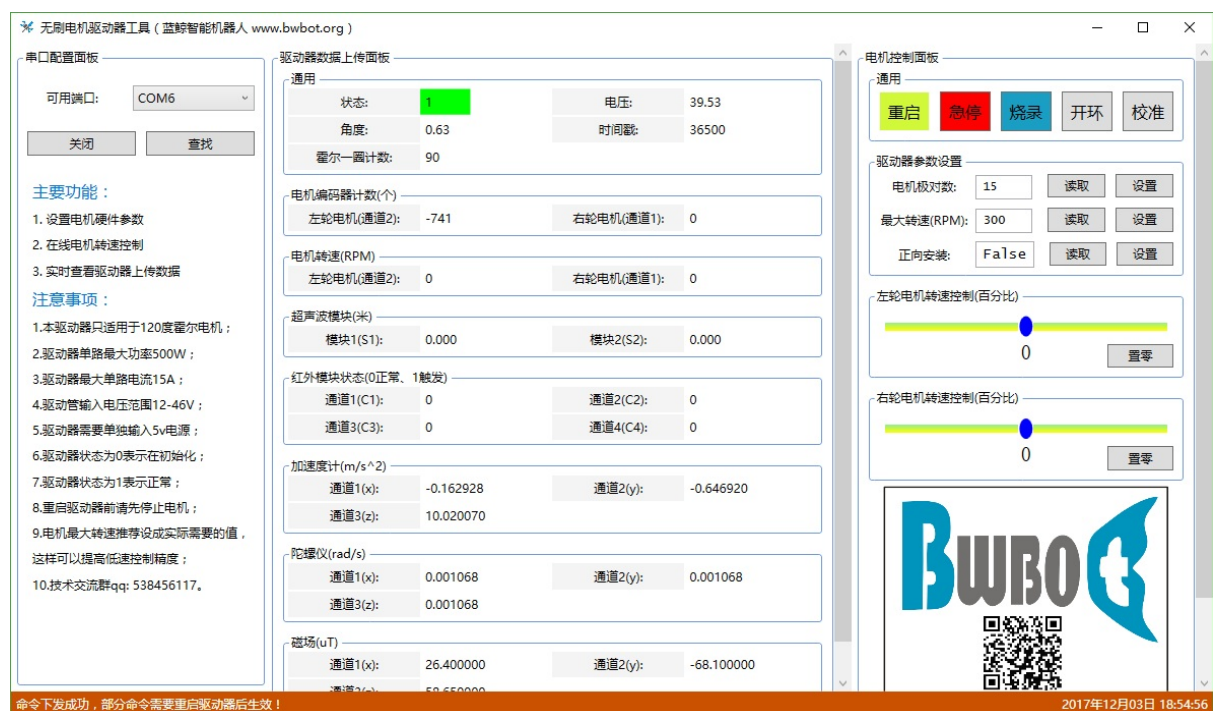 无刷电机驱动器工具（蓝鲸智能机器人 www.bwbot.org）
串口配置面板
可用端口: COM6
关闭 查找
主要功能：
1. 设置电机硬件参数
2. 在线电机转速控制
3. 实时查看驱动器上传数据
注意事项：
1.本驱动器只适用于120度霍尔电机；
2.驱动器单路最大功率500W；
3.驱动器最大单路电流15A；
4.驱动管输入电压范围12-46V；
5.驱动器需要单独输入5v电源；
6.驱动器状态为0表示在初始化；
7.驱动器状态为1表示正常；
8.重启驱动器前请先停止电机；
9.电机最大转速推荐设成实际需要的值，
这样可以提高低速控制精度；
10.技术交流群qq: 538456117。
驱动器数据上传面板
通用
状态: 1 电压: 39.53
角度: 0.63 时间戳: 36500
霍尔一圈计数: 90
电机编码器计数(个)
左轮电机(通道2): -741 右轮电机(通道1): 0
电机转速(RPM)
左轮电机(通道2): 0 右轮电机(通道1): 0
超声波模块(米)
模块1(S1): 0.000 模块2(S2): 0.000
红外模块状态(0正常、1触发)
通道1(C1): 0 通道2(C2): 0
通道3(C3): 0 通道4(C4): 0
加速度计(m/s^2)
通道1(x): -0.162928 通道2(y): -0.646920
通道3(z): 10.020070
陀螺仪(rad/s)
通道1(x): 0.001068 通道2(y): 0.001068
通道3(z): 0.001068
磁场(uT)
通道1(x): 26.400000 通道2(y): -68.100000
电机控制面板
通用
重启 急停 烧录 开环 校准
驱动器参数设置
电机极对数: 15 读取 设置
最大转速(RPM): 300 读取 设置
正向安装: False 读取 设置
左轮电机转速控制(百分比)
0 置零
右轮电机转速控制(百分比)
0 置零
BWBOt
命令下发成功，部分命令需要重启驱动器后生效！ 2017年12月03日 18:54:56